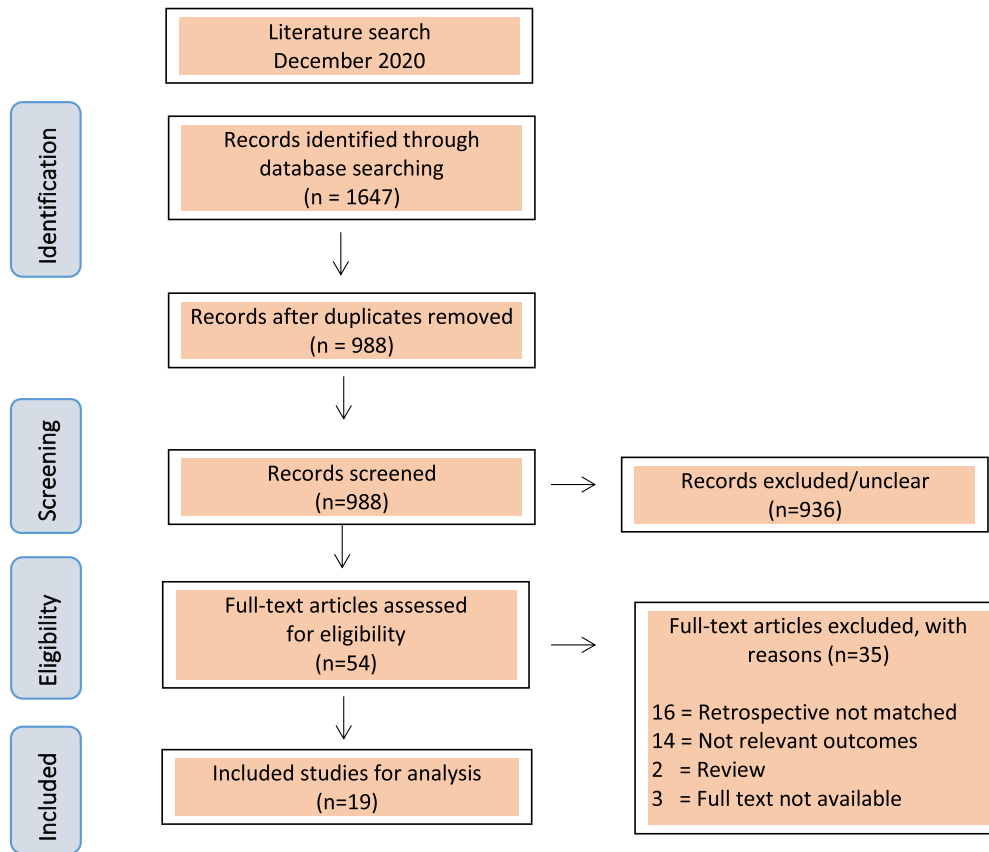 Literature search
December 2020
Identification
Records identified through
database searching
(n = 1647)
Records after duplicates removed
(n = 988)
Screening
Records screened
(n=988)
Records excluded/unclear
(n=936)
Eligibility
Full-text articles assessed
for eligibility
(n=54)
Full-text articles excluded, with
reasons (n=35)
16 = Retrospective not matched
14 = Not relevant outcomes
2 = Review
3 = Full text not available
Included
Included studies for analysis
(n=19)